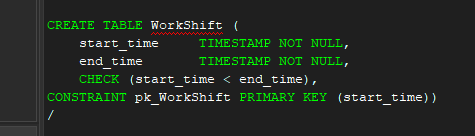 CREATE TABLE WorkShift (
start_time TIMESTAMP NOT NULL,
end_time TIMESTAMP NOT NULL,
CHECK (start_time < end_time),
CONSTRAINT pk_WorkShift PRIMARY KEY (start_time))
/